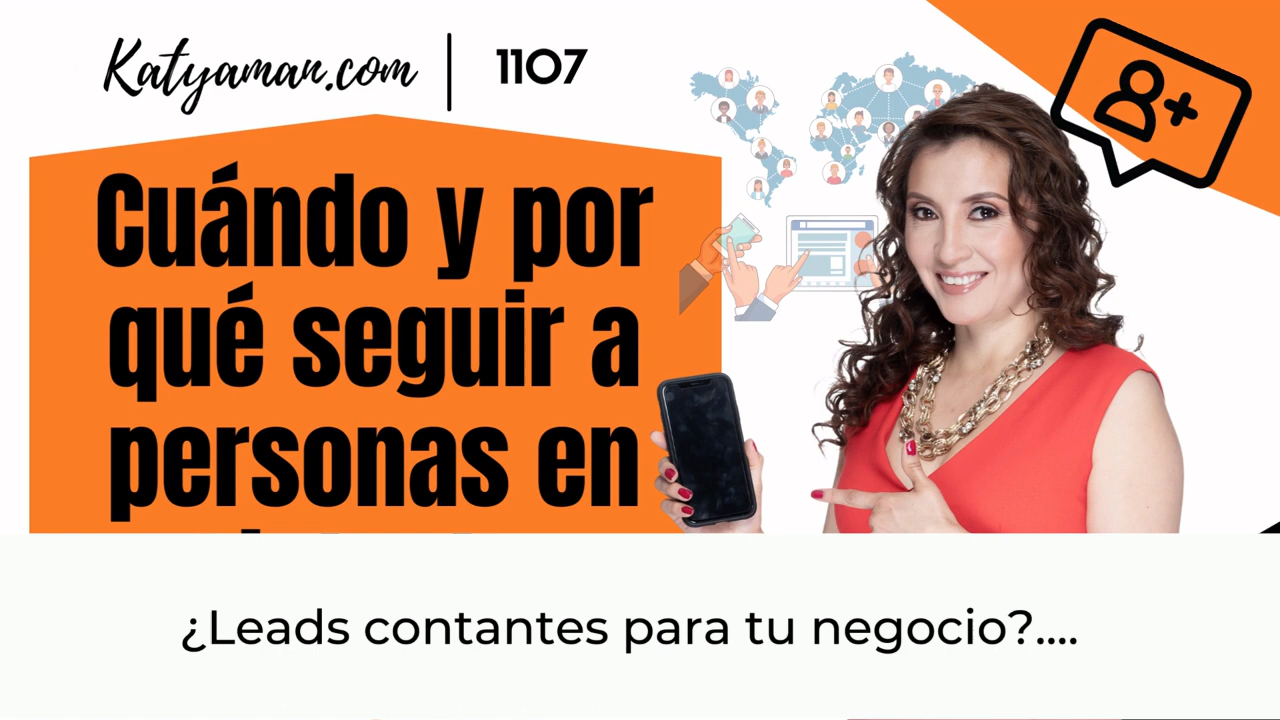 Katyaman.com | 1107
Cuándo y por
qué seguir a
personas en
¿Leads contantes para tu negocio?....